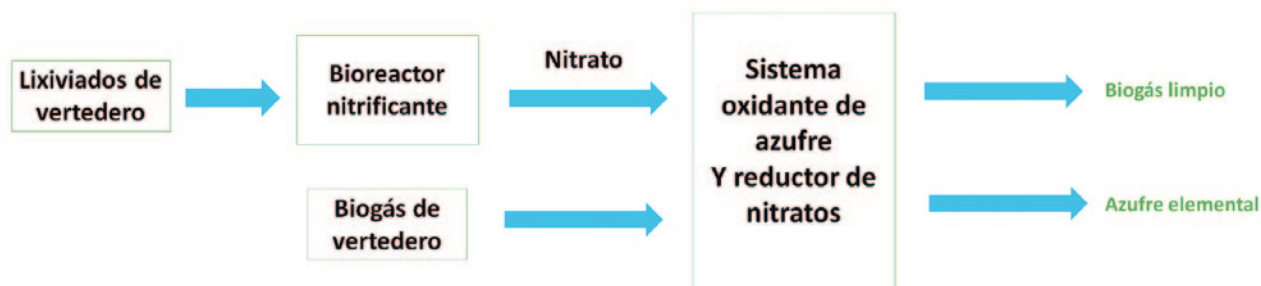 Lixiviados de
vertedero
Bioreactor
nitrificante
Nitrato
Biogás de
vertedero
Sistema
oxidante de
azufre
Y reductor de
nitratos
Biogás limpio
Azufre elemental